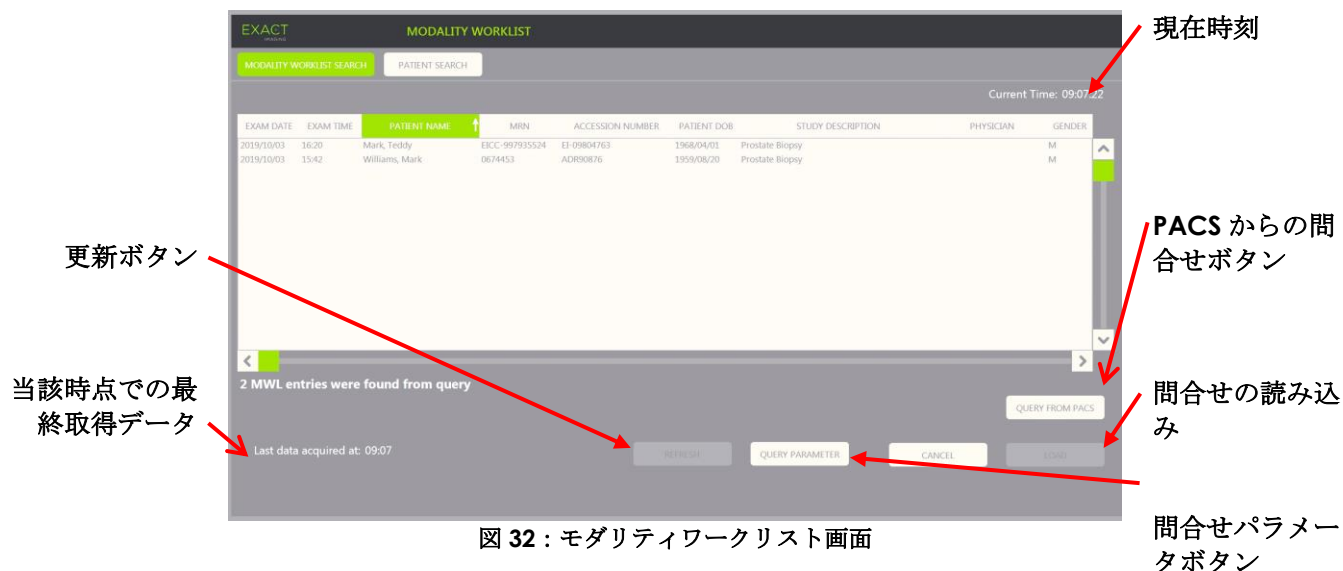 EXACT
MODALITY WORKLIST
現在時刻
MODALITY WORKLIST SEARCH
PATIENT SEARCH
Current Time: 09:07:22
EXAM DATE EXAM TIME PATIENT NAME MRN ACCESSION NUMBER PATIENT DOB STUDY DESCRIPTION PHYSICIAN GENDER
2019/10/03 16:20 Mark, Teddy EICC-997935524 EI-09804763 1968/04/01 Prostate Biopsy M
2019/10/03 15:42 Williams, Mark 0674453 ADR90876 1959/08/20 Prostate Biopsy M
更新ボタン
PACS からの問
合せボタン
当該時点での最
終取得データ
2 MWL entries were found from query
QUERY FROM PACS
問合せの読み込
み
Last data acquired at: 09:07
REFRESH
QUERY PARAMETER
CANCEL
LOAD
問合せパラメー
タボタン
図 32：モダリティワークリスト画面